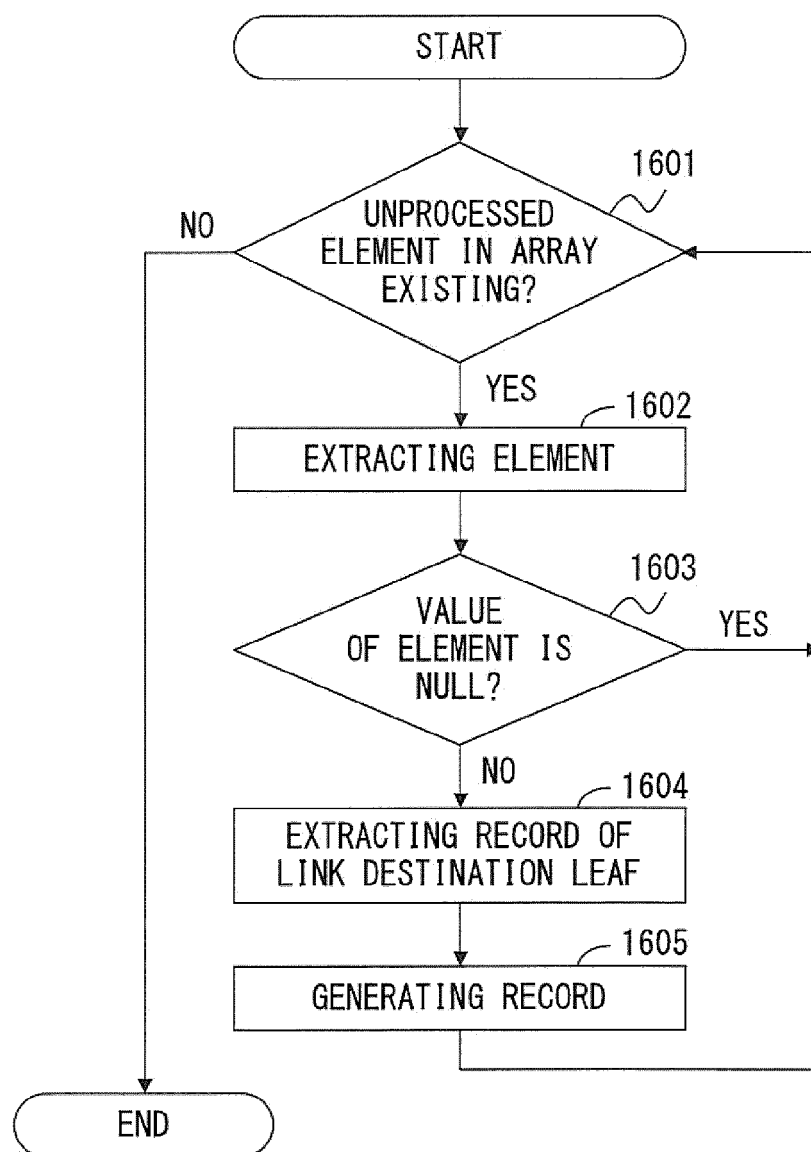 START
1601
UNPROCESSED
ELEMENT IN ARRAY
EXISTING?
NO
YES
1602
EXTRACTING ELEMENT
1603
VALUE
OF ELEMENT IS
NULL?
YES
NO
1604
EXTRACTING RECORD OF
LINK DESTINATION LEAF
1605
GENERATING RECORD
END